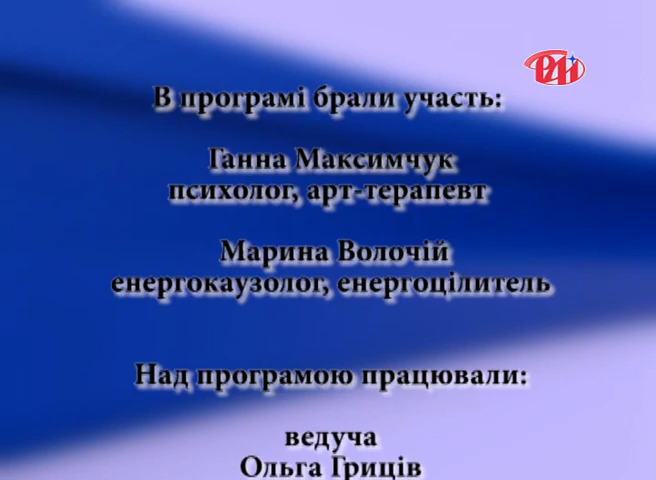 В програмі брали участь:
Ганна Максимчук
психолог, арт-терапевт
Марина Волочій
енергокаузолог, енергоцілитель
Над програмою працювали:
ведуча
Ольга Гриців